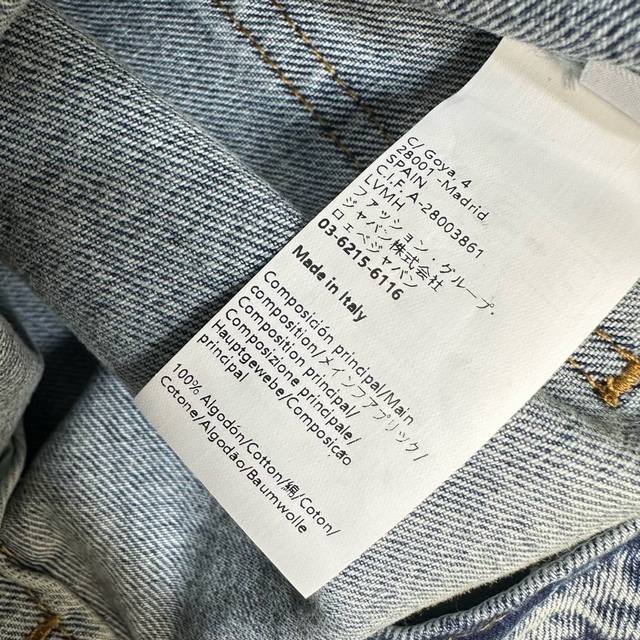 C/ Goya, 4
28001 -Madrid
SPAIN
C.I.F. A-28003861
LVMH
ファッション・グループ・
ジャパン株式会社
ロエベジャパン
03-6215-6116
Made in Italy
Composición principal/Main
composition/メインファブリック/
Composition principal/
Composizione principale/
Hauptgewebe/Composição
principal
100% Algodón/Cotton/綿/Coton/
Cotone/Algodão/Baumwolle